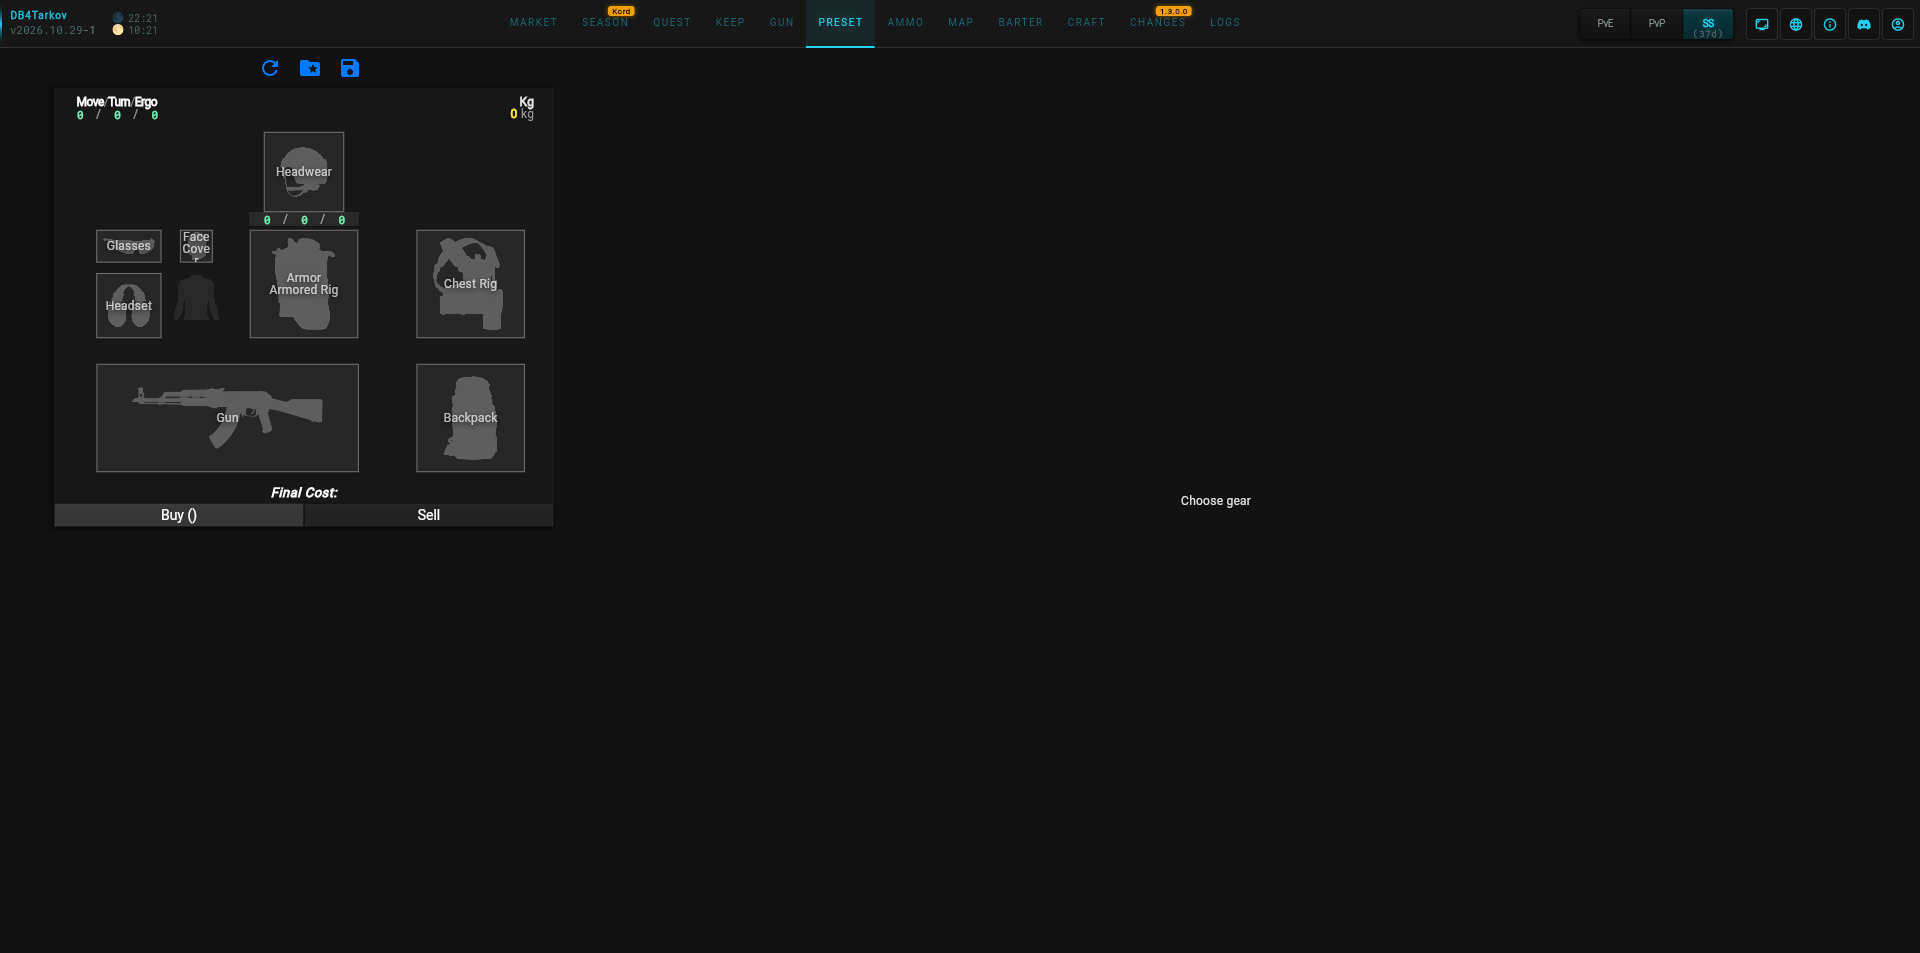 DB4Tarkov
v2026.10.29-1
22:21
10:21
MARKET
SEASON
Kord
QUEST
KEEP
GUN
PRESET
AMMO
MAP
BARTER
CRAFT
CHANGES
1.3.0.0
LOGS
PvE
PvP
SS
(37d)
Move/Turn/Ergo
0 / 0 / 0
Kg
0 kg
Headwear
0 / 0 / 0
Glasses
Face
Cove
Headset
Armor
Armored Rig
Chest Rig
Gun
Backpack
Final Cost:
Buy ()
Sell
Choose gear